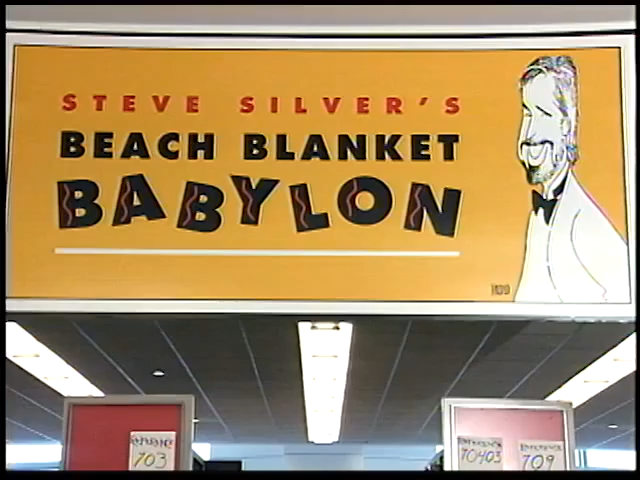 STEVE SILVER'S
BEACH BLANKET
BABYLON
703
70403
709